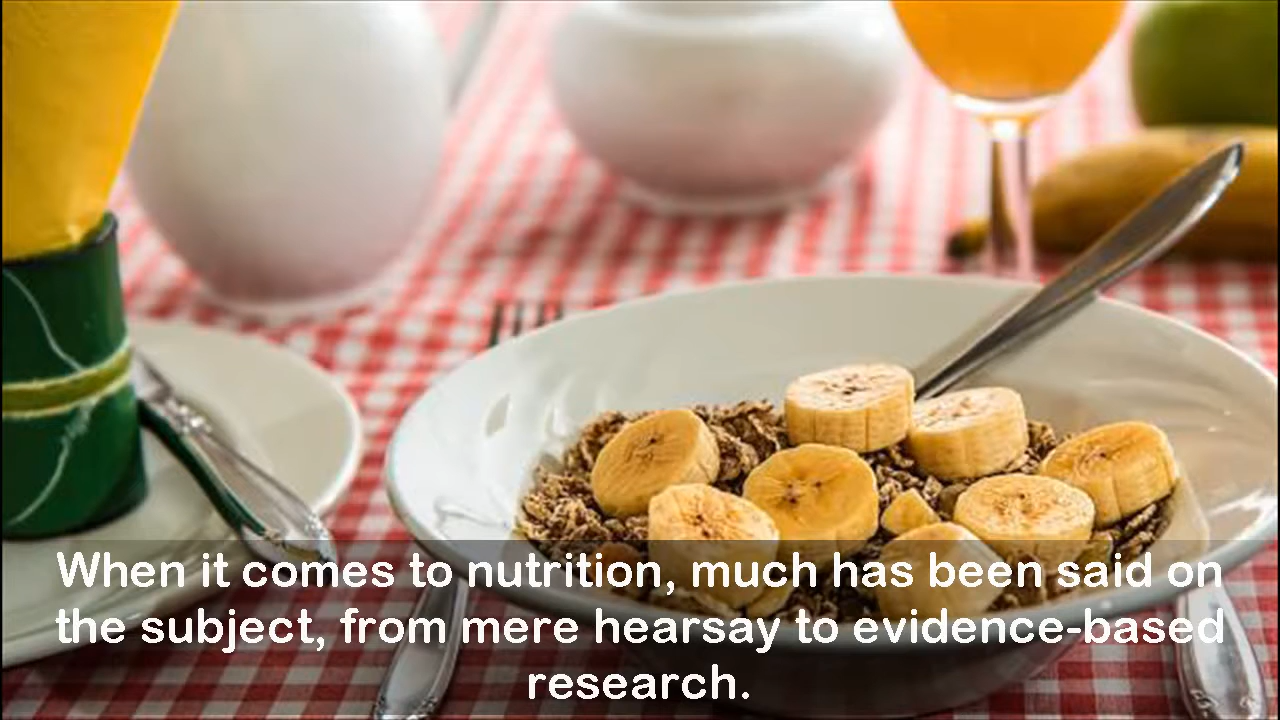 When it comes to nutrition, much has been said on
the subject, from mere hearsay to evidence-based
research.